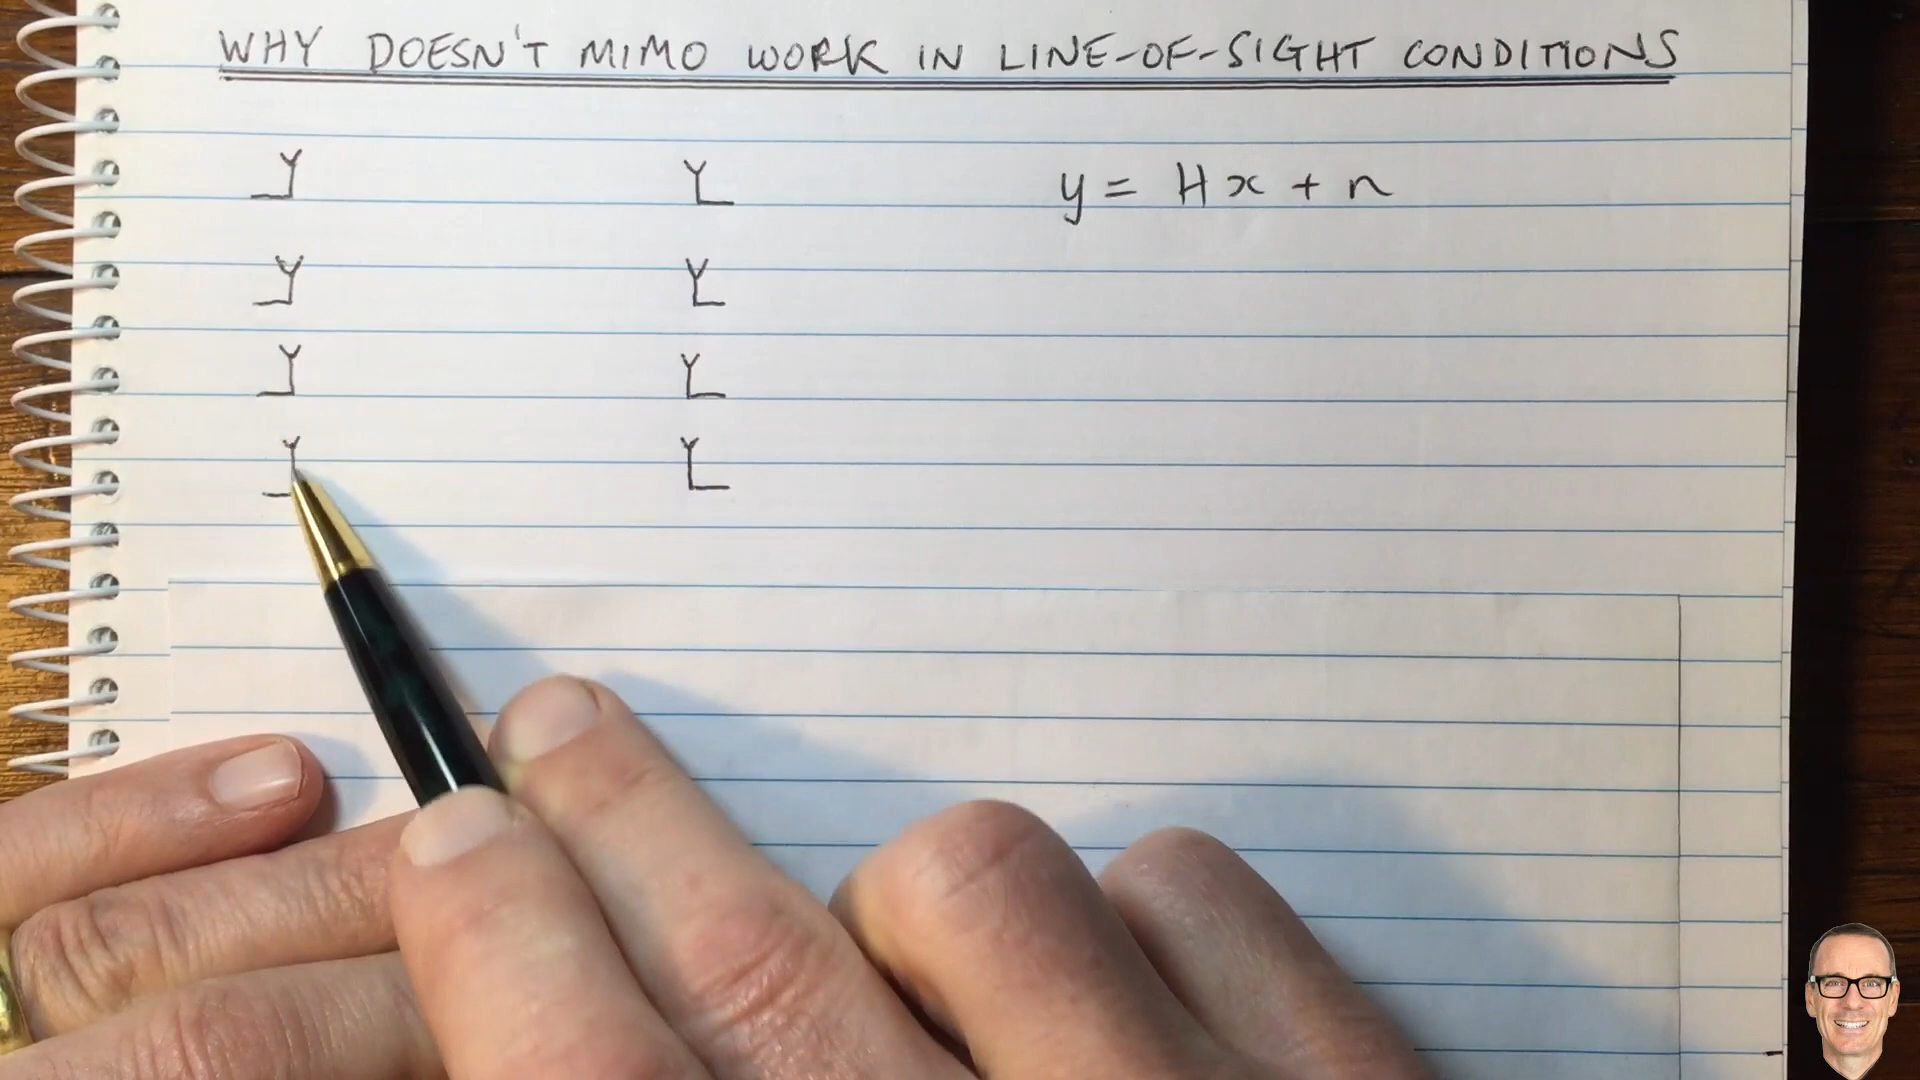 WHY DOESN'T MIMO WORK IN LINE-OF-SIGHT CONDITIONS
y = Hx + n